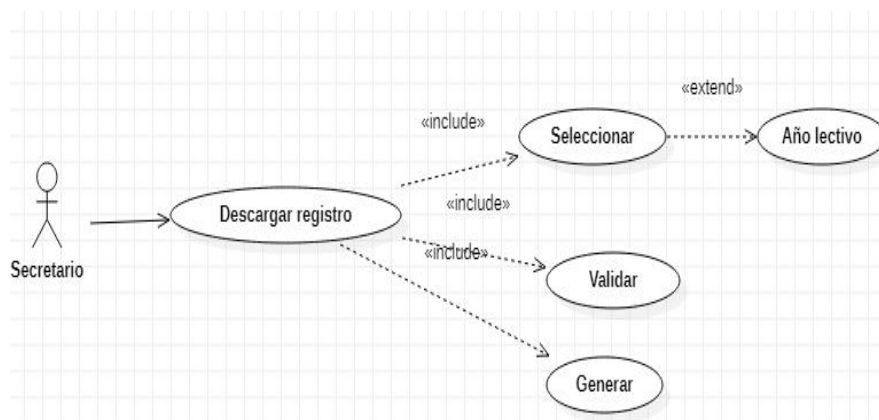 «extend»
«include»
Seleccionar
Año lectivo
Descargar registro
«include»
Secretario
«include»
Validar
Generar